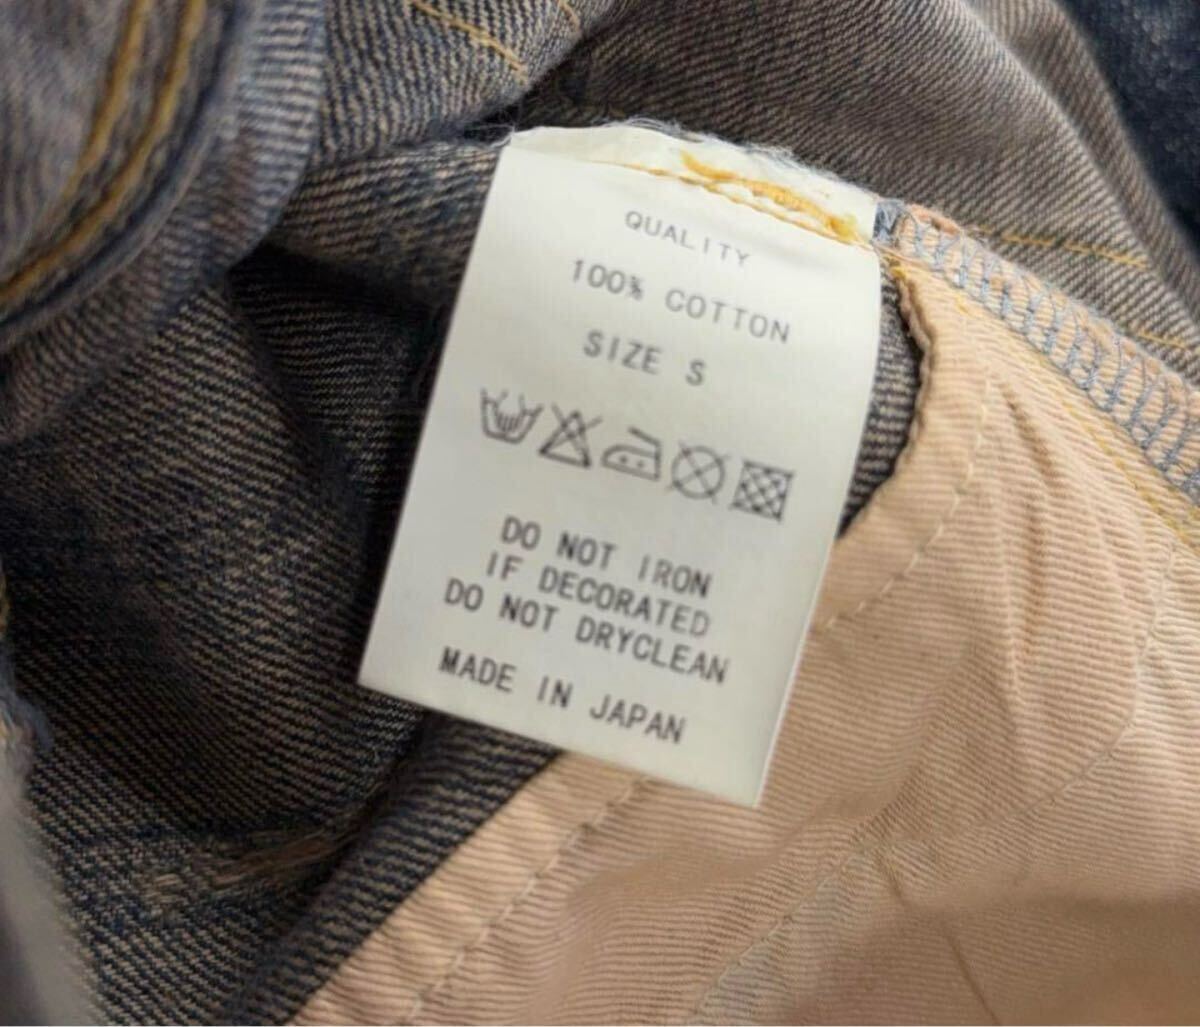 QUALITY
100% COTTON
SIZE S
DO NOT IRON
IF DECORATED
DO NOT DRYCLEAN
MADE IN JAPAN